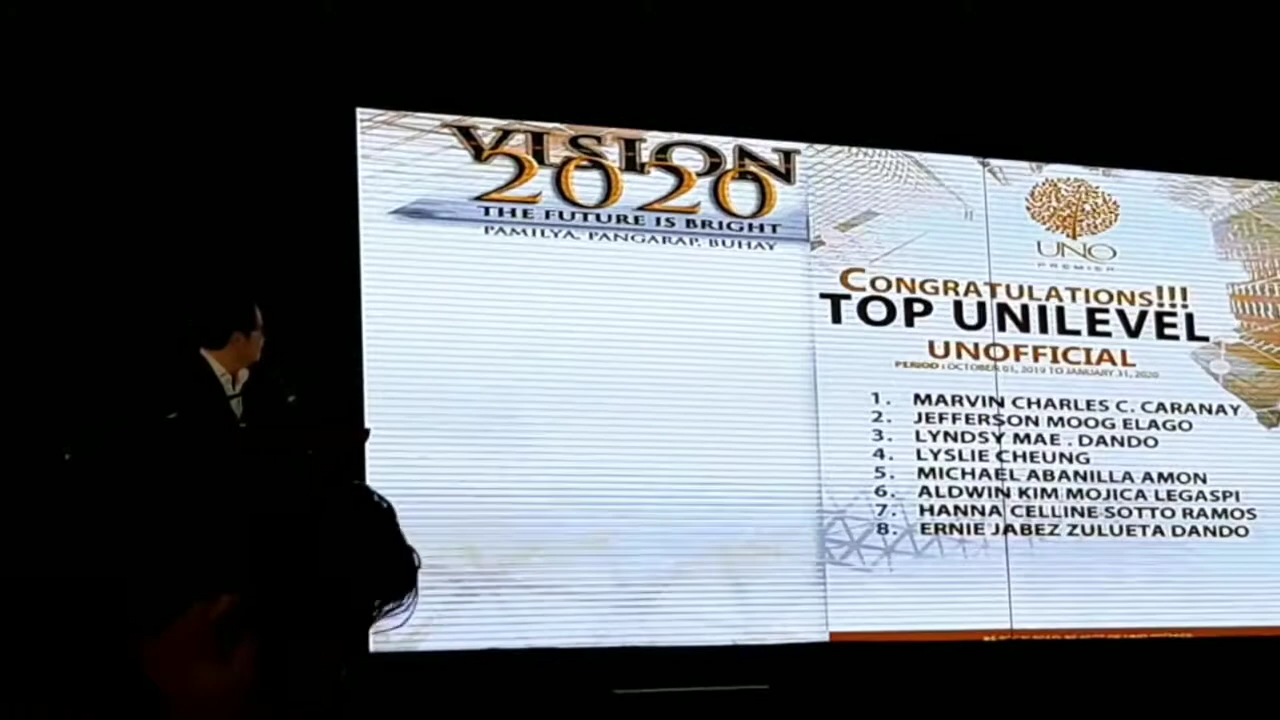 VISION
2020
THE FUTURE IS BRIGHT
PAMILYA, PANGARAP, BUHAY
UNO
PREMIER
CONGRATULATIONS!!!
TOP UNILEVEL
UNOFFICIAL
PERIOD : OCTOBER 01, 2019 TO JANUARY 31, 2020
1. MARVIN CHARLES C. CARANAY
2. JEFFERSON MOOG ELAGO
3. LYNDSY MAE . DANDO
4. LYSLIE CHEUNG
5. MICHAEL ABANILLA AMON
6. ALDWIN KIM MOJICA LEGASPI
7. HANNA CELLINE SOTTO RAMOS
8. ERNIE JABEZ ZULUETA DANDO